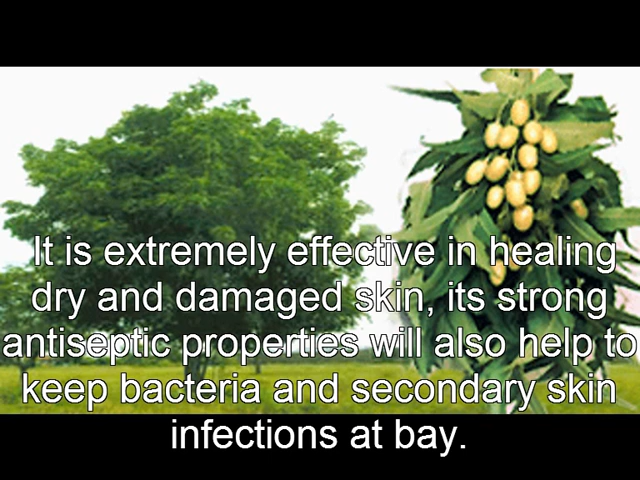 It is extremely effective in healing
dry and damaged skin, its strong
antiseptic properties will also help to
keep bacteria and secondary skin
infections at bay.